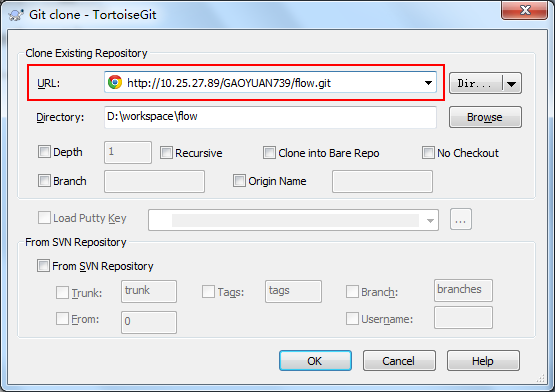 Git clone - TortoiseGit
Clone Existing Repository
URL: http://10.25.27.89/GAOYUAN739/flow.git Dir...
Directory: D:\workspace\flow Browse
Depth 1 Recursive Clone into Bare Repo No Checkout
Branch Origin Name
Load Putty Key ...
From SVN Repository
From SVN Repository
Trunk: trunk Tags: tags Branch: branches
From: 0 Username:
OK Cancel Help